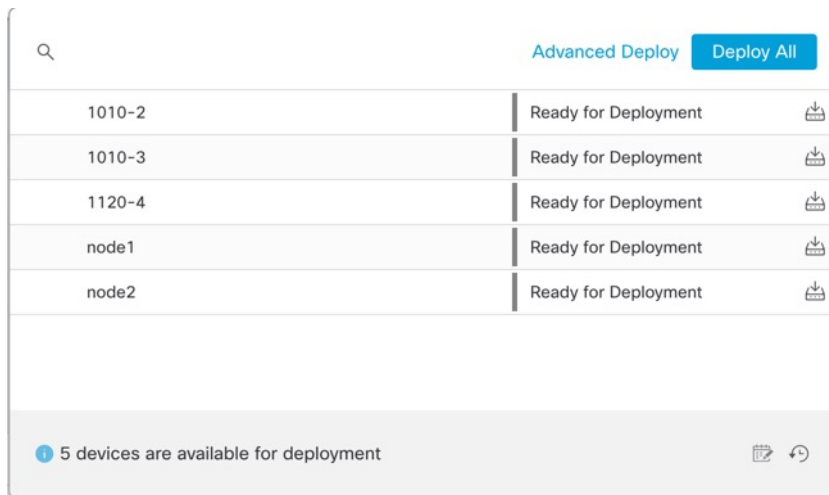 Advanced Deploy Deploy All
1010-2 Ready for Deployment
1010-3 Ready for Deployment
1120-4 Ready for Deployment
node1 Ready for Deployment
node2 Ready for Deployment
5 devices are available for deployment